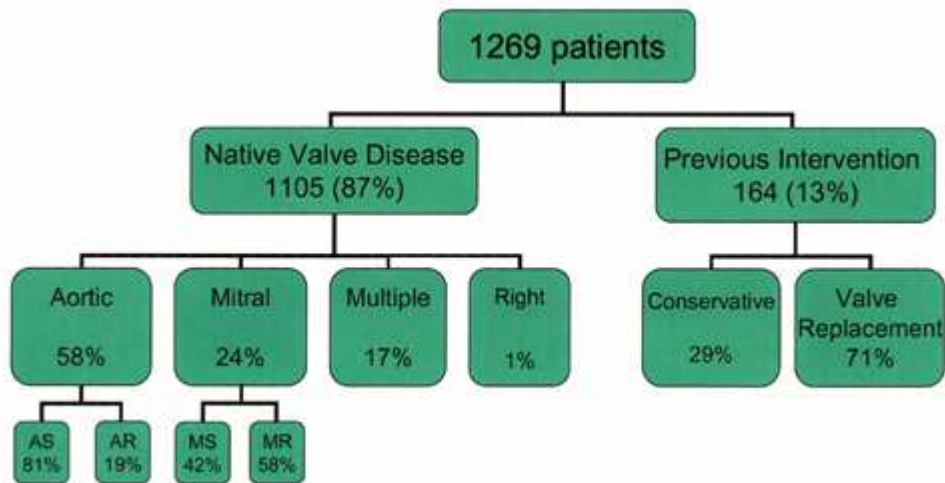 1269 patients
Native Valve Disease
1105 (87%)
Previous Intervention
164 (13%)
Aortic
58%
Mitral
24%
Multiple
17%
Right
1%
Conservative
29%
Valve
Replacement
71%
AS
81%
AR
19%
MS
42%
MR
58%